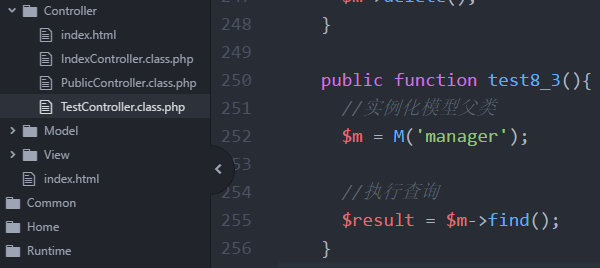 Controller
index.html
IndexController.class.php
PublicController.class.php
TestController.class.php
Model
View
index.html
Common
Home
Runtime
248 }
249
250 public function test8_3(){
251 //实例化模型父类
252 $m = M('manager');
253
254 //执行查询
255 $result = $m->find();
256 }